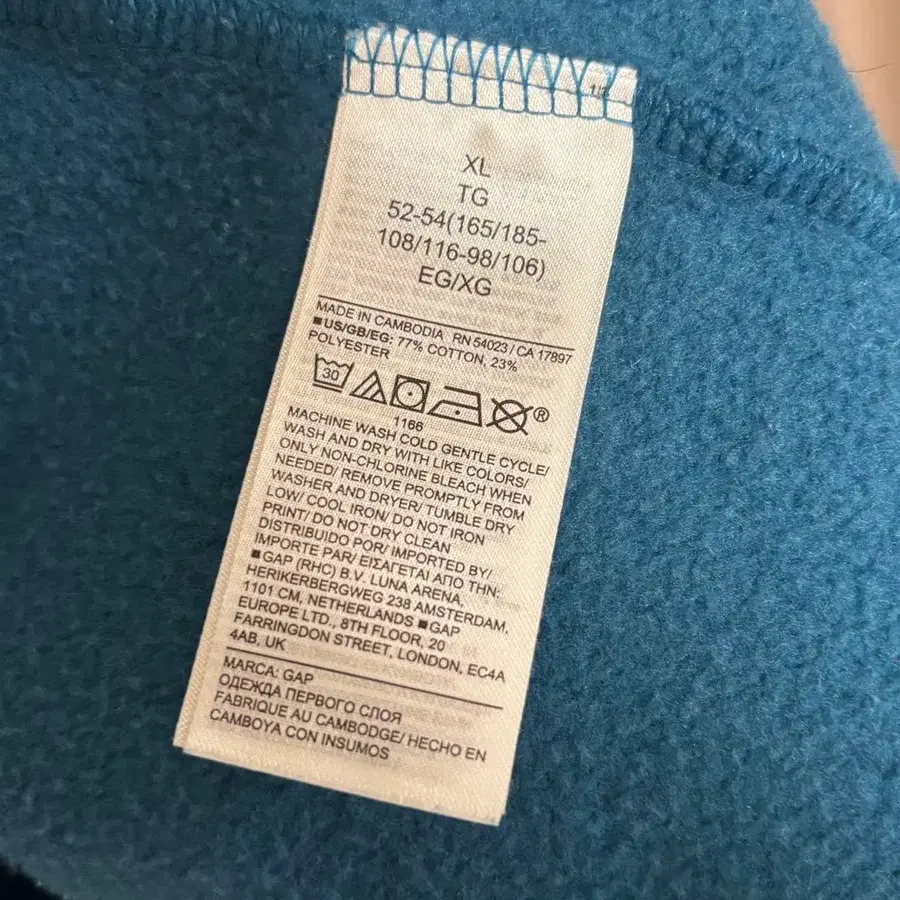 XL
TG
52-54(165/185-
108/116-98/106)
EG/XG
MADE IN CAMBODIA RN 54023 / CA 17897
■US/GB/EG: 77% COTTON, 23%
POLYESTER
30
®
1166
MACHINE WASH COLD GENTLE CYCLE/
WASH AND DRY WITH LIKE COLORS/
ONLY NON-CHLORINE BLEACH WHEN
NEEDED/ REMOVE PROMPTLY FROM
WASHER AND DRYER/ TUMBLE DRY
LOW/ COOL IRON/ DO NOT IRON
PRINT/ DO NOT DRY CLEAN
DISTRIBUIDO POR/ IMPORTED BY/
IMPORTE PAR/ ΕΙΣΑΓΕΤΑΙ ΑΠΟ ΤΗΝ:
■GAP (RHC) B.V. LUNA ARENA,
HERIKERBERGWEG 238 AMSTERDAM,
1101 CM, NETHERLANDS ■GAP
EUROPE LTD., 8TH FLOOR, 20
FARRINGDON STREET, LONDON, EC4A
4AB, UK
MARCA: GAP
ОДЕЖДА ПЕРВОГО СЛОЯ
FABRIQUE AU CAMBODGE/ HECHO EN
CAMBOYA CON INSUMOS